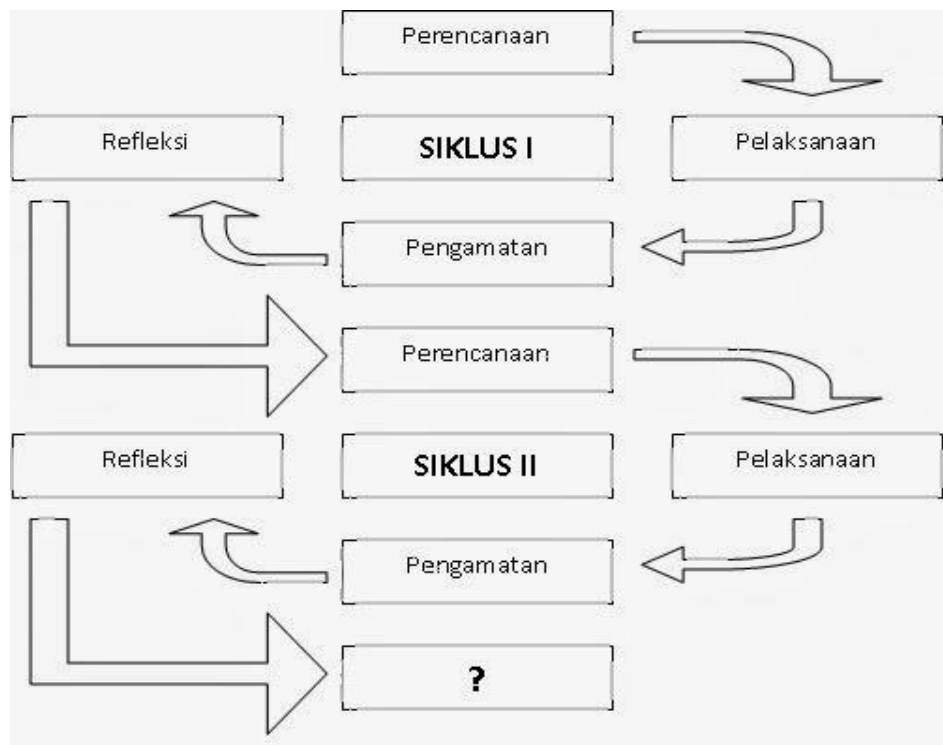 Perencanaan
Refleksi
SIKLUS I
Pelaksanaan
Pengamatan
Perencanaan
Refleksi
SIKLUS II
Pelaksanaan
Pengamatan
?